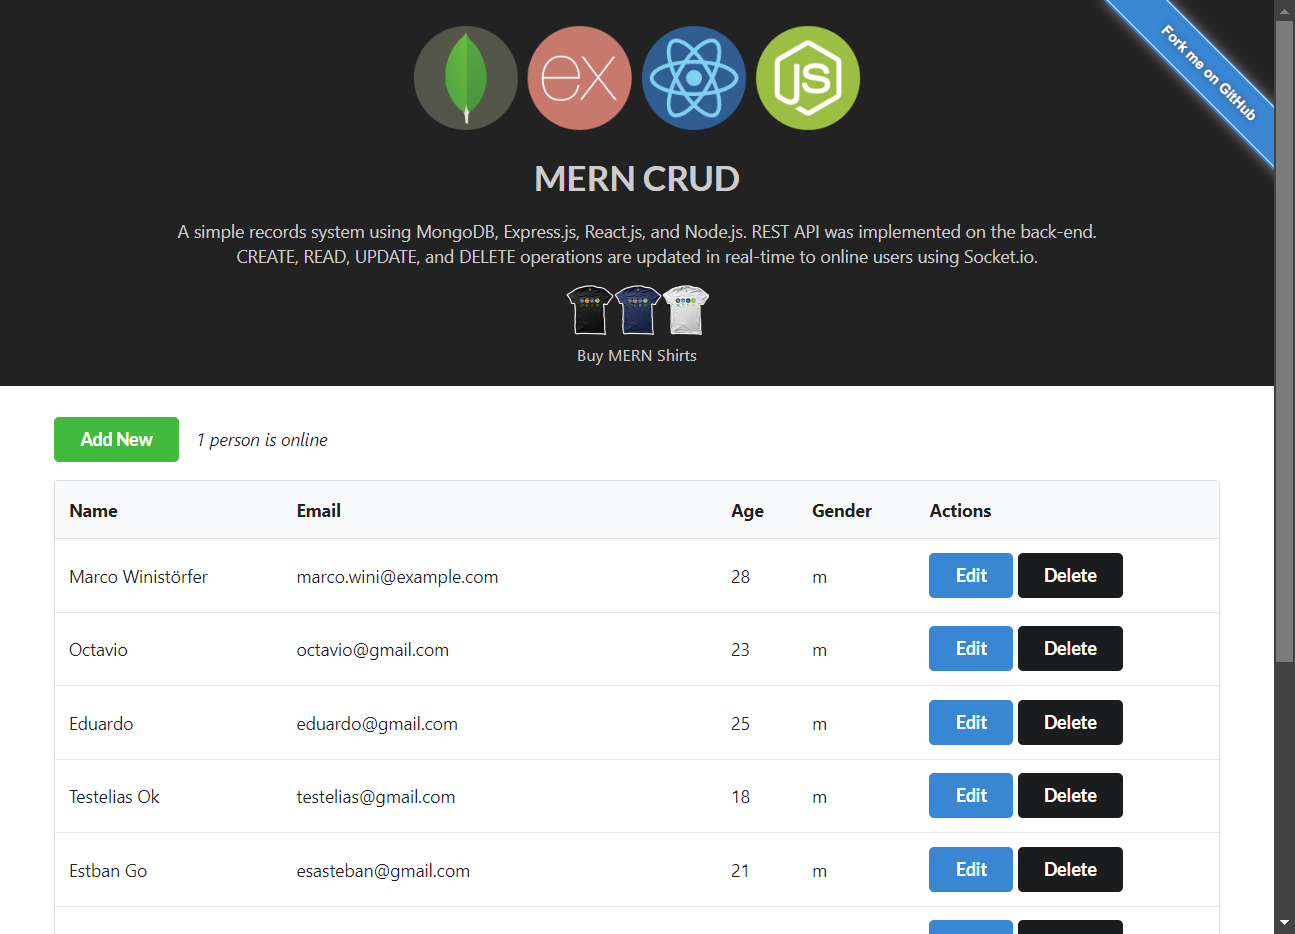 ex
JS
Fork me on GitHub
MERN CRUD
A simple records system using MongoDB, Express.js, React.js, and Node.js. REST API was implemented on the back-end.
CREATE, READ, UPDATE, and DELETE operations are updated in real-time to online users using Socket.io.
Buy MERN Shirts
Add New 1 person is online
Name Email Age Gender Actions
Marco Winistörfer marco.wini@example.com 28 m Edit Delete
Octavio octavio@gmail.com 23 m Edit Delete
Eduardo eduardo@gmail.com 25 m Edit Delete
Testelias Ok testelias@gmail.com 18 m Edit Delete
Estban Go esasteban@gmail.com 21 m Edit Delete